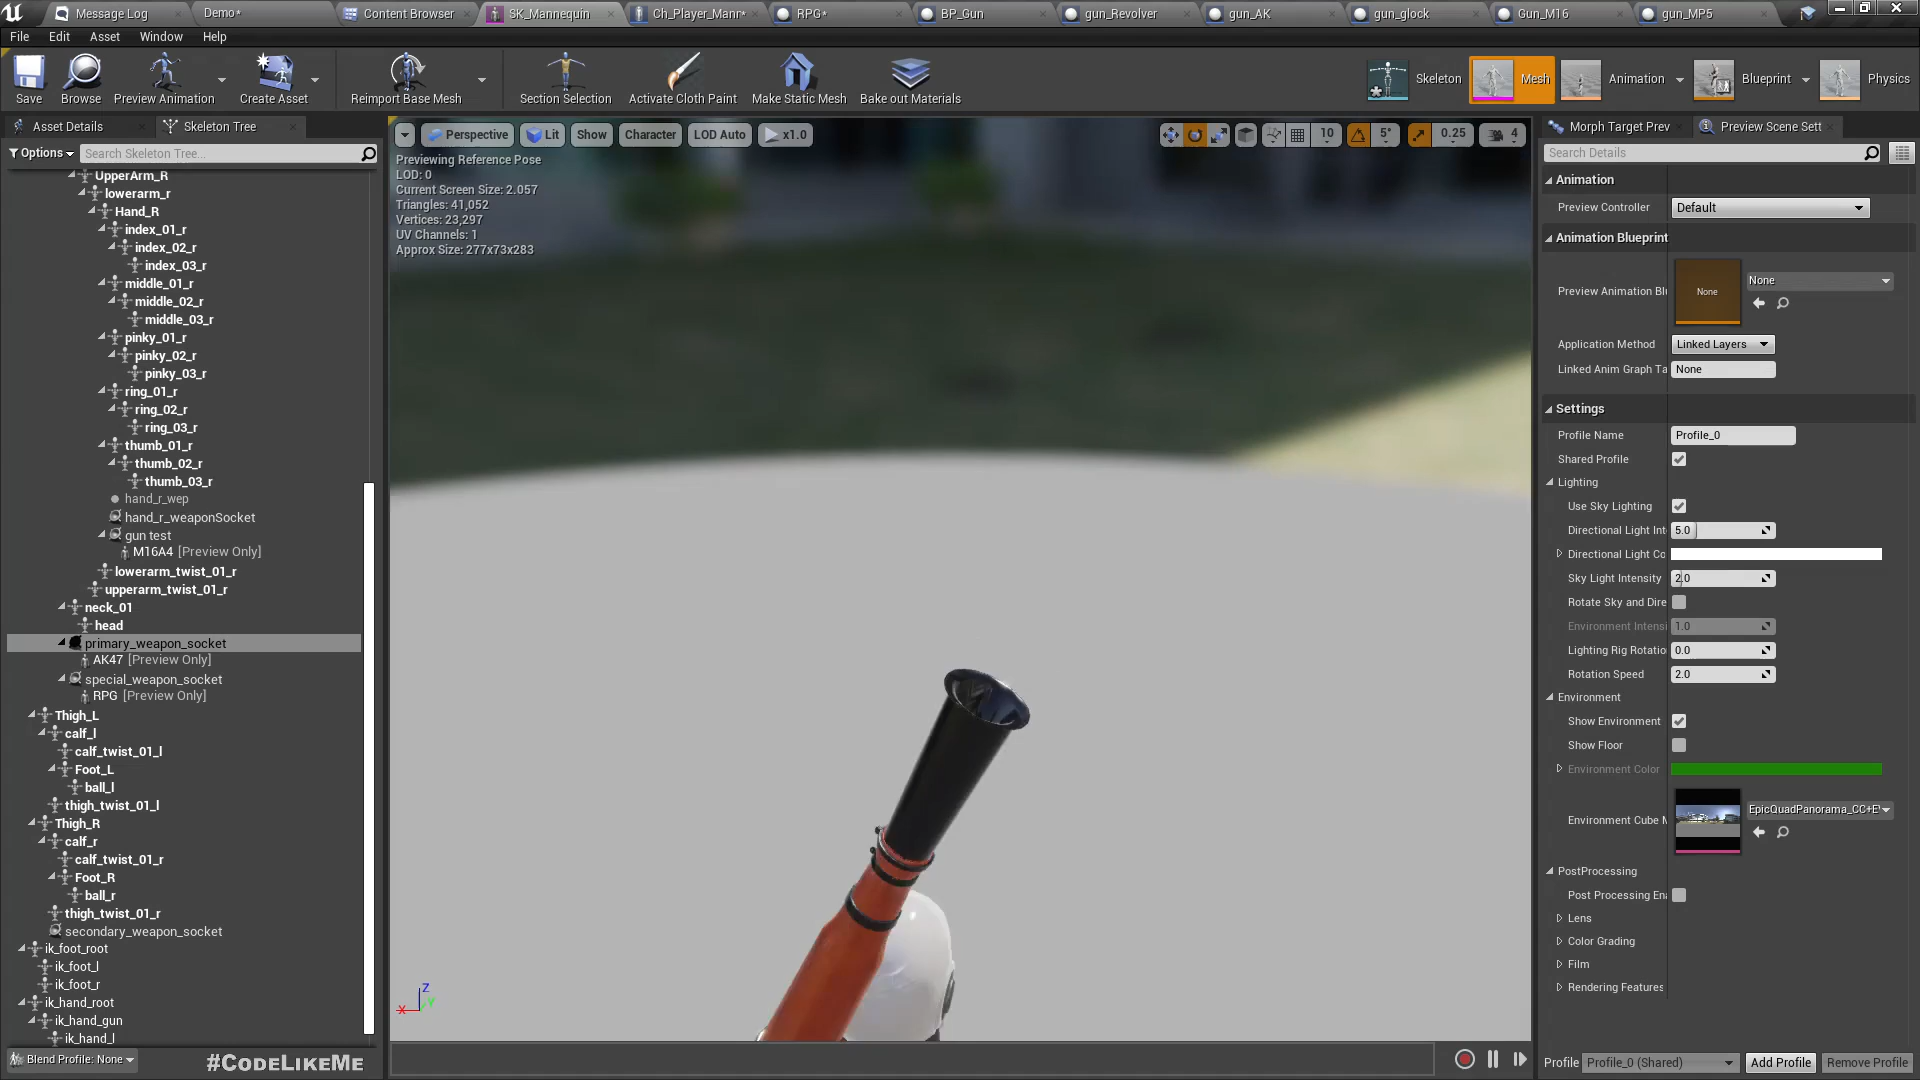 Message Log
Demo*
Content Browser
SK_Mannequin
Ch_Player_Mann*
RPG*
BP_Gun
gun_Revolver
gun_AK
gun_glock
Gun_M16
gun_MP5
File
Edit
Asset
Window
Help
Save
Browse
Preview Animation
Create Asset
Reimport Base Mesh
Section Selection
Activate Cloth Paint
Make Static Mesh
Bake out Materials
Skeleton
Mesh
Animation
Blueprint
Physics
Asset Details
Skeleton Tree
Options
Search Skeleton Tree...
UpperArm_R
lowerarm_r
Hand_R
index_01_r
index_02_r
index_03_r
middle_01_r
middle_02_r
middle_03_r
pinky_01_r
pinky_02_r
pinky_03_r
ring_01_r
ring_02_r
ring_03_r
thumb_01_r
thumb_02_r
thumb_03_r
hand_r_wep
hand_r_weaponSocket
gun test
M16A4 [Preview Only]
lowerarm_twist_01_r
upperarm_twist_01_r
neck_01
head
primary_weapon_socket
AK47 [Preview Only]
special_weapon_socket
RPG [Preview Only]
Thigh_L
calf_l
calf_twist_01_l
Foot_L
ball_l
thigh_twist_01_l
Thigh_R
calf_r
calf_twist_01_r
Foot_R
ball_r
thigh_twist_01_r
secondary_weapon_socket
ik_foot_root
ik_foot_l
ik_foot_r
ik_hand_root
ik_hand_gun
ik_hand_l
Blend Profile: None
#CodeLikeMe
Perspective
Lit
Show
Character
LOD Auto
x1.0
10
5°
0.25
4
Previewing Reference Pose
LOD: 0
Current Screen Size: 2.057
Triangles: 41,052
Vertices: 23,297
UV Channels: 1
Approx Size: 277x73x283
Z
X
Y
Morph Target Prev
Preview Scene Sett
Search Details
Animation
Preview Controller
Default
Animation Blueprint
Preview Animation Bl
None
None
Application Method
Linked Layers
Linked Anim Graph Ta
None
Settings
Profile Name
Profile_0
Shared Profile
Lighting
Use Sky Lighting
Directional Light Int
5.0
Directional Light Co
Sky Light Intensity
2.0
Rotate Sky and Dire
Environment Intensi
1.0
Lighting Rig Rotatio
0.0
Rotation Speed
2.0
Environment
Show Environment
Show Floor
Environment Color
Environment Cube M
EpicQuadPanorama_CC+E
PostProcessing
Post Processing Ena
Lens
Color Grading
Film
Rendering Features
Profile
Profile_0 (Shared)
Add Profile
Remove Profile